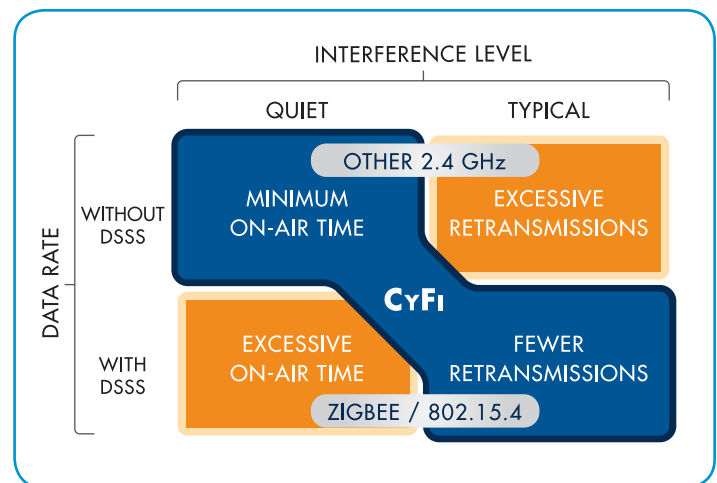 INTERFERENCE LEVEL
QUIET
TYPICAL
DATA RATE
WITHOUT
DSSS
OTHER 2.4 GHz
MINIMUM
ON-AIR TIME
EXCESSIVE
RETRANSMISSIONS
CYFI
WITH
DSSS
EXCESSIVE
ON-AIR TIME
FEWER
RETRANSMISSIONS
ZIGBEE / 802.15.4